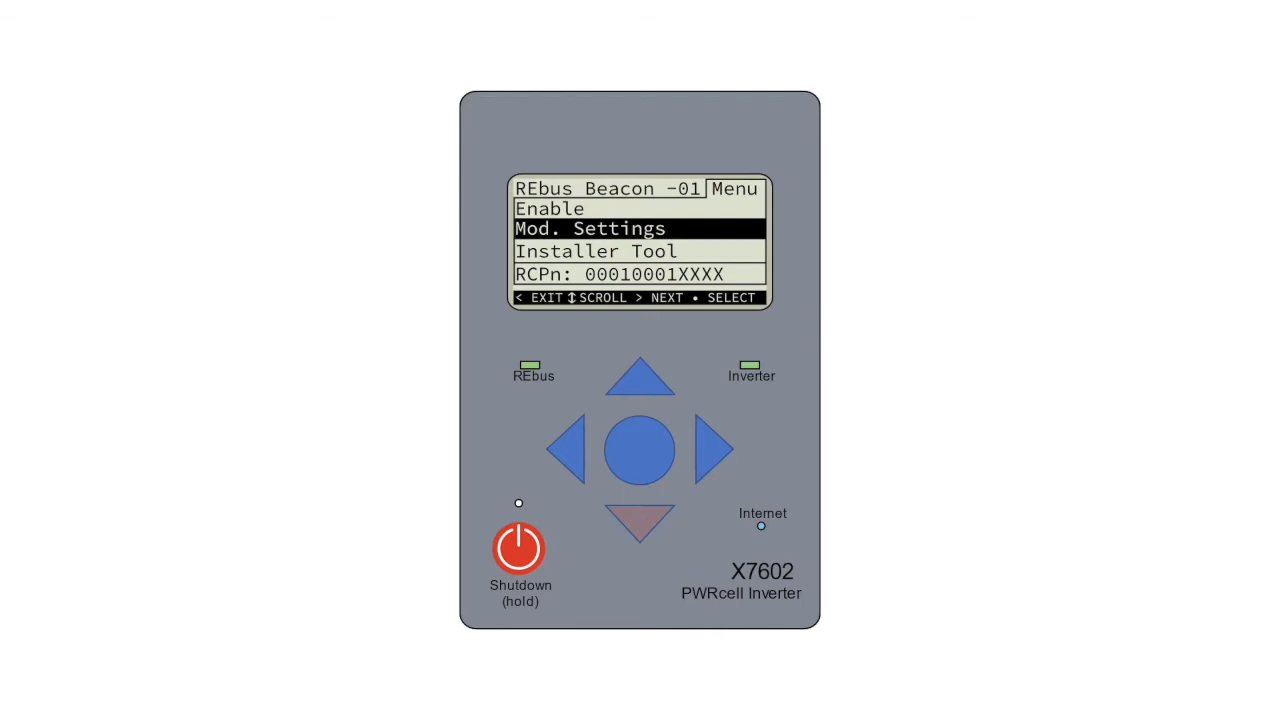 REbus Beacon -01 Menu
Enable
Mod. Settings
Installer Tool
RCPn: 00010001XXXX
< EXIT ↕ SCROLL > NEXT • SELECT
REbus
Inverter
Internet
Shutdown
(hold)
X7602
PWRcell Inverter